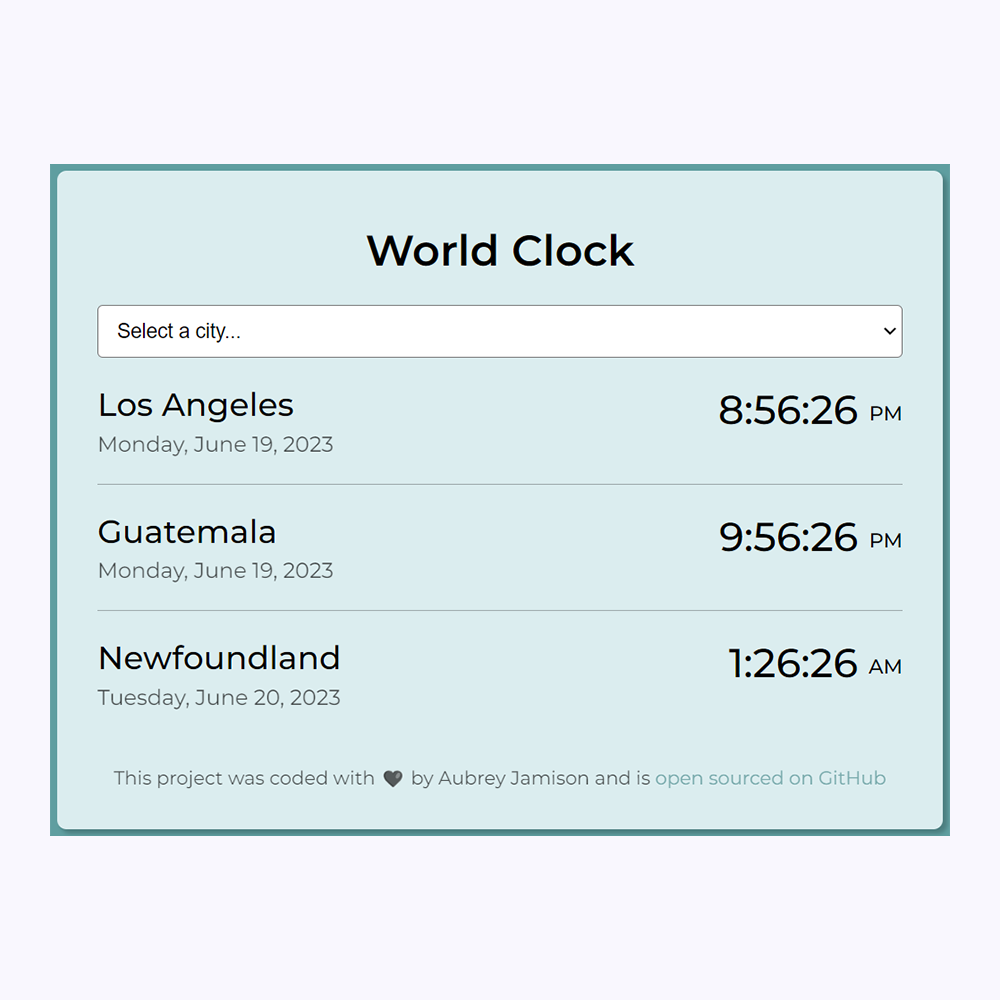 World Clock
Select a city...
Los Angeles 8:56:26 PM
Monday, June 19, 2023
Guatemala 9:56:26 PM
Monday, June 19, 2023
Newfoundland 1:26:26 AM
Tuesday, June 20, 2023
This project was coded with 🖤 by Aubrey Jamison and is open sourced on GitHub